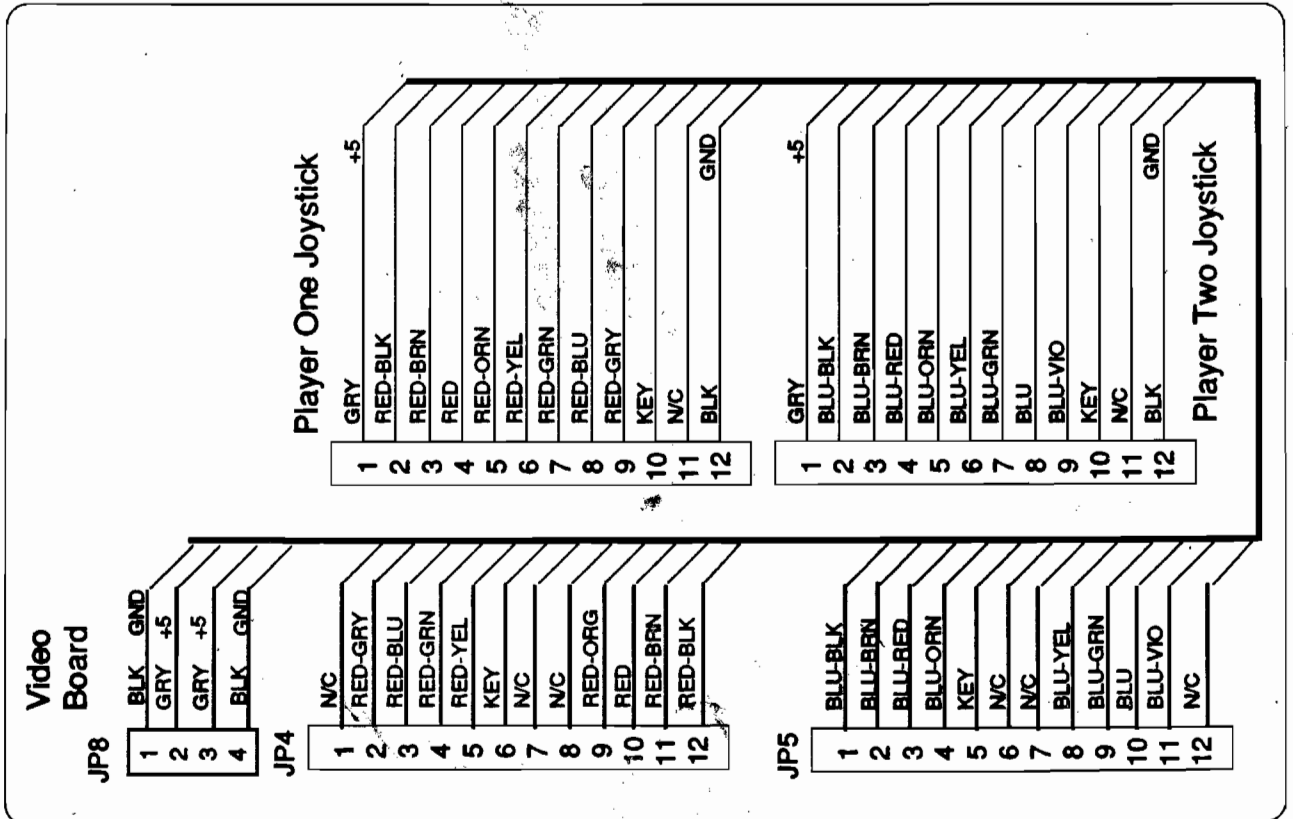 Video
Board
JP8
1 BLK GND
2 GRY +5
3 GRY +5
4 BLK GND
JP4
1 N/C
2 RED-GRY
3 RED-BLU
4 RED-GRN
5 RED-YEL
6 KEY
7 N/C
8 N/C
9 RED-ORG
10 RED
11 RED-BRN
12 RED-BLK
JP5
1 BLU-BLK
2 BLU-BRN
3 BLU-RED
4 BLU-ORN
5 KEY
6 N/C
7 N/C
8 BLU-YEL
9 BLU-GRN
10 BLU
11 BLU-VIO
12 N/C
Player One Joystick
1 GRY +5
2 RED-BLK
3 RED-BRN
4 RED
5 RED-ORN
6 RED-YEL
7 RED-GRN
8 RED-BLU
9 RED-GRY
10 KEY
11 N/C
12 BLK GND
1 GRY +5
2 BLU-BLK
3 BLU-BRN
4 BLU-RED
5 BLU-ORN
6 BLU-YEL
7 BLU-GRN
8 BLU
9 BLU-VIO
10 KEY
11 N/C
12 BLK GND
Player Two Joystick